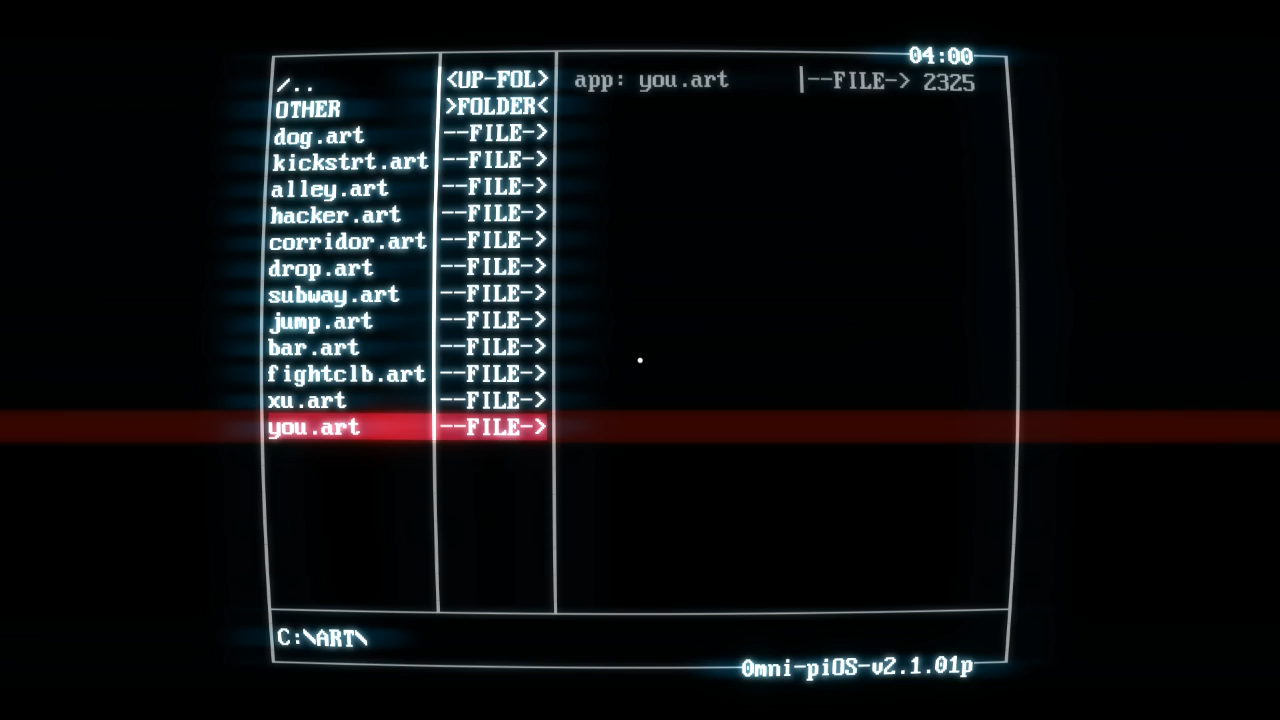 04:00
/.. <UP-FOL> app: you.art |--FILE-> 2325
OTHER >FOLDER<
dog.art --FILE->
kickstrt.art --FILE->
alley.art --FILE->
hacker.art --FILE->
corridor.art --FILE->
drop.art --FILE->
subway.art --FILE->
jump.art --FILE->
bar.art --FILE->
fightclb.art --FILE->
xu.art --FILE->
you.art --FILE->
C:\ART\
0mni-piOS-v2.1.01p